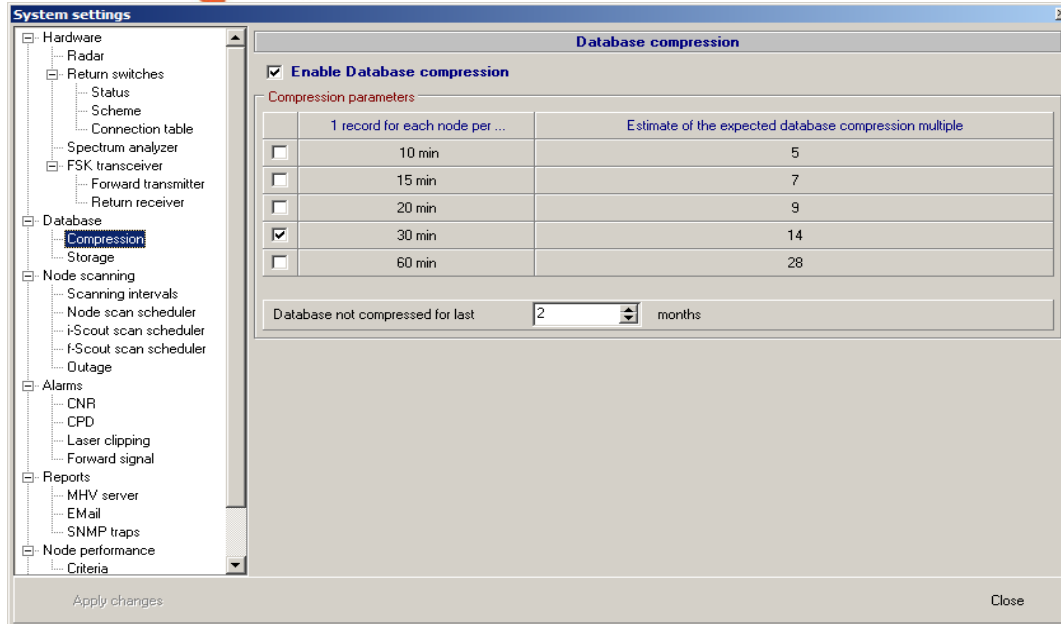 System settings
Hardware
Radar
Return switches
Status
Scheme
Connection table
Spectrum analyzer
FSK transceiver
Forward transmitter
Return receiver
Database
Compression
Storage
Node scanning
Scanning intervals
Node scan scheduler
i-Scout scan scheduler
f-Scout scan scheduler
Outage
Alarms
CNR
CPD
Laser clipping
Forward signal
Reports
MHV server
EMail
SNMP traps
Node performance
Criteria
Database compression
Enable Database compression
Compression parameters
1 record for each node per ... Estimate of the expected database compression multiple
10 min 5
15 min 7
20 min 9
30 min 14
60 min 28
Database not compressed for last 2 months
Apply changes Close